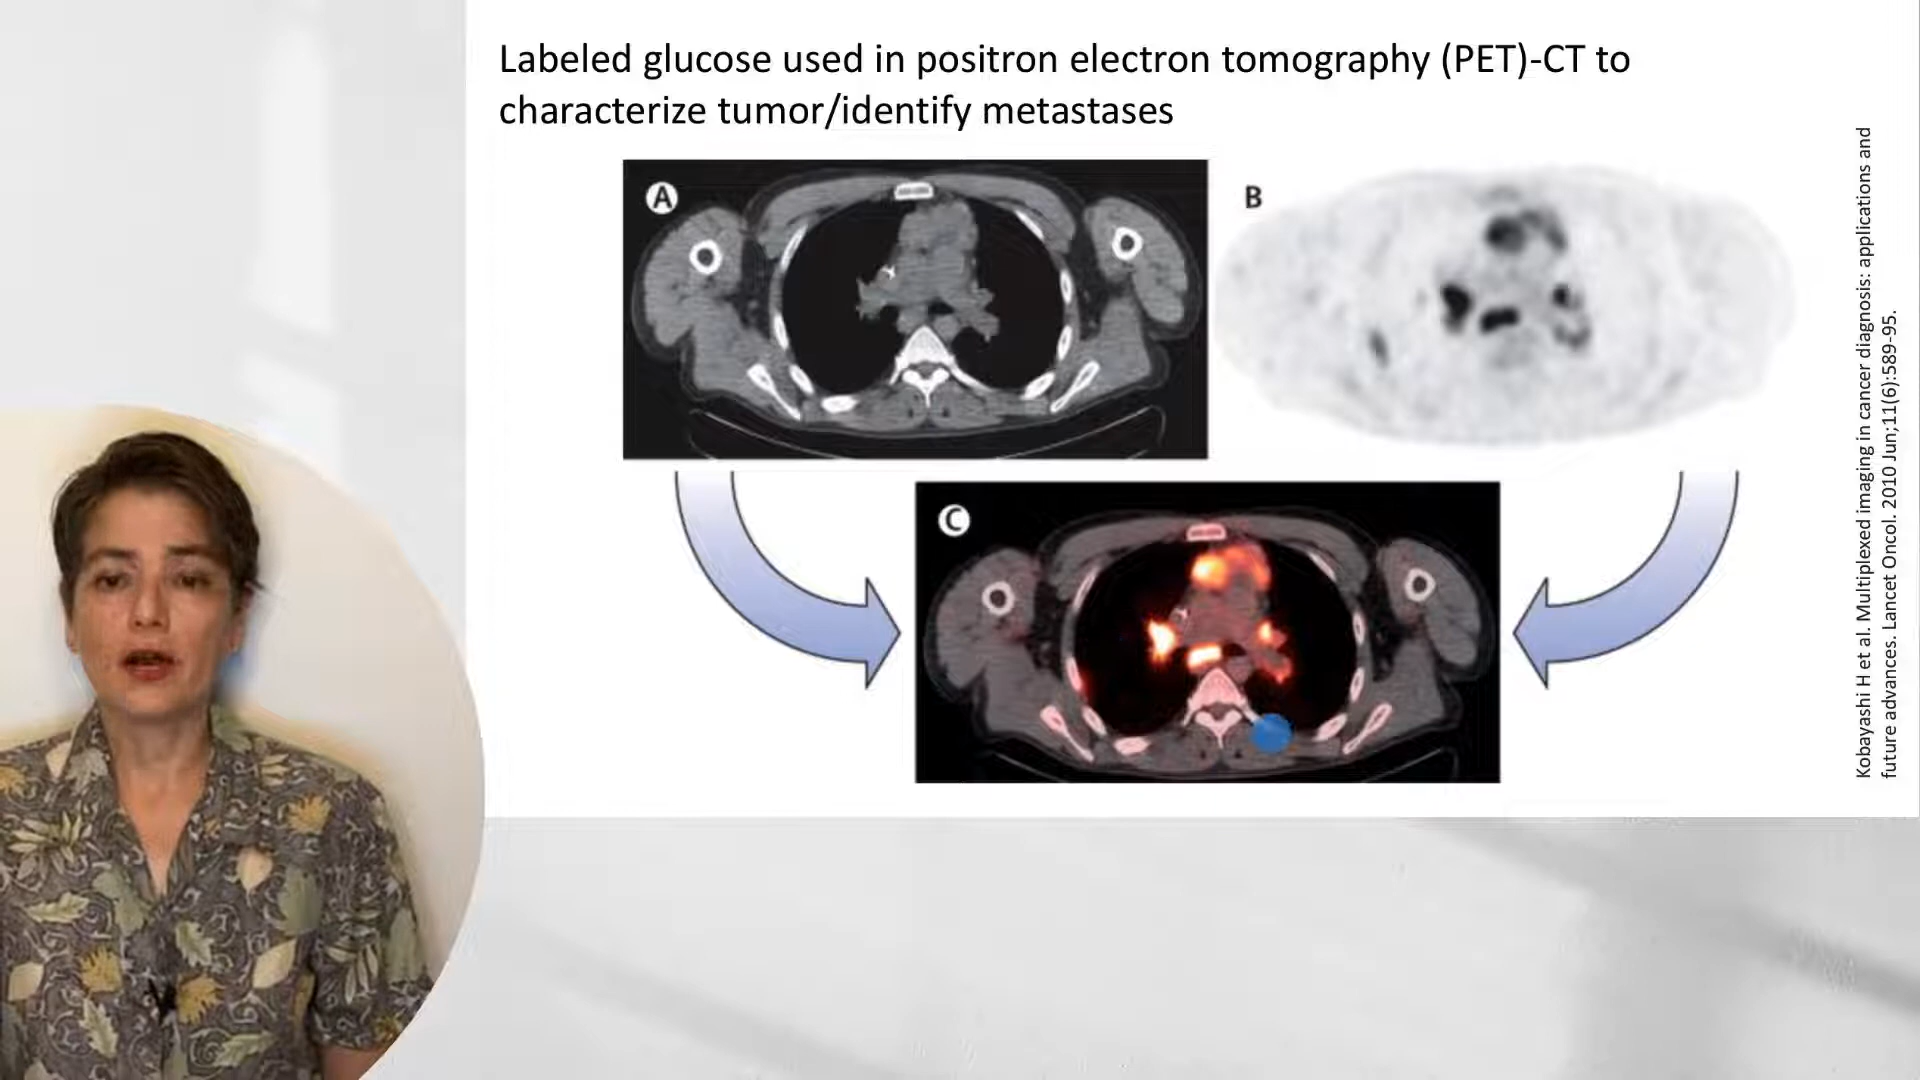 Labeled glucose used in positron electron tomography (PET)-CT to
characterize tumor/identify metastases
A
B
C
Kobayashi H et al. Multiplexed imaging in cancer diagnosis: applications and
future advances. Lancet Oncol. 2010 Jun;11(6):589-95.